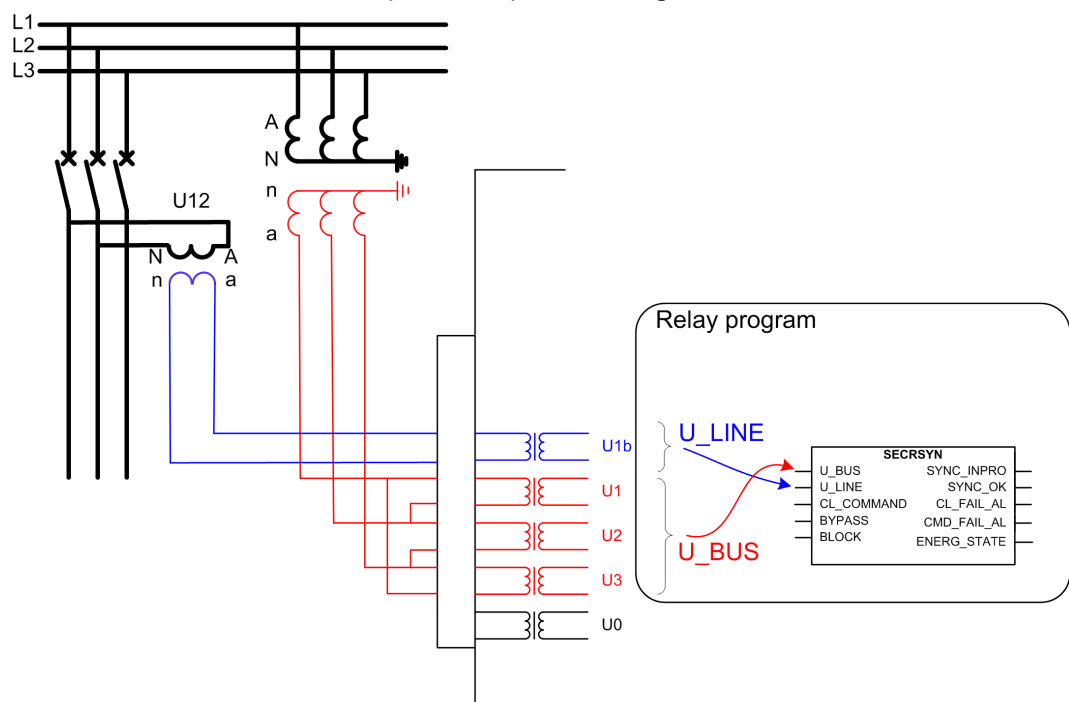 L1
L2
L3
A
N
n
a
U12
N
A
n
a
Relay program
U1b
U_LINE
U1
U2
U_BUS
U3
U0
SECRSYN
U_BUS
SYNC_INPRO
U_LINE
SYNC_OK
CL_COMMAND
CL_FAIL_AL
BYPASS
CMD_FAIL_AL
BLOCK
ENERG_STATE